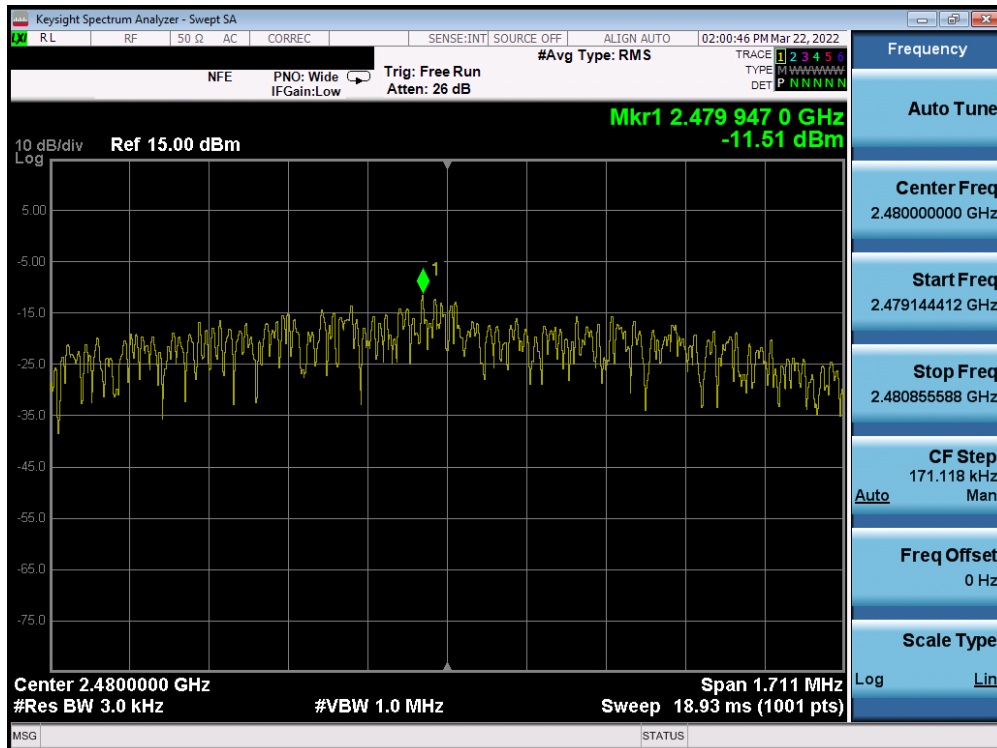 Keysight Spectrum Analyzer - Swept SA
LXI RL RF 50 Ω AC CORREC SENSE:INT SOURCE OFF ALIGN AUTO 02:00:46 PM Mar 22, 2022
#Avg Type: RMS
TRACE 1 2 3 4 5 6
TYPE M WWWWW
DET P N N N N N
NFE
PNO: Wide
IFGain:Low
Trig: Free Run
Atten: 26 dB
Mkr1 2.479 947 0 GHz
-11.51 dBm
10 dB/div
Log
Ref 15.00 dBm
5.00
-5.00
-15.0
-25.0
-35.0
-45.0
-55.0
-65.0
-75.0
1
Center 2.4800000 GHz
Span 1.711 MHz
#Res BW 3.0 kHz
#VBW 1.0 MHz
Sweep 18.93 ms (1001 pts)
MSG
STATUS
Frequency
Auto Tune
Center Freq
2.480000000 GHz
Start Freq
2.479144412 GHz
Stop Freq
2.480855588 GHz
CF Step
171.118 kHz
Auto Man
Freq Offset
0 Hz
Scale Type
Log Lin